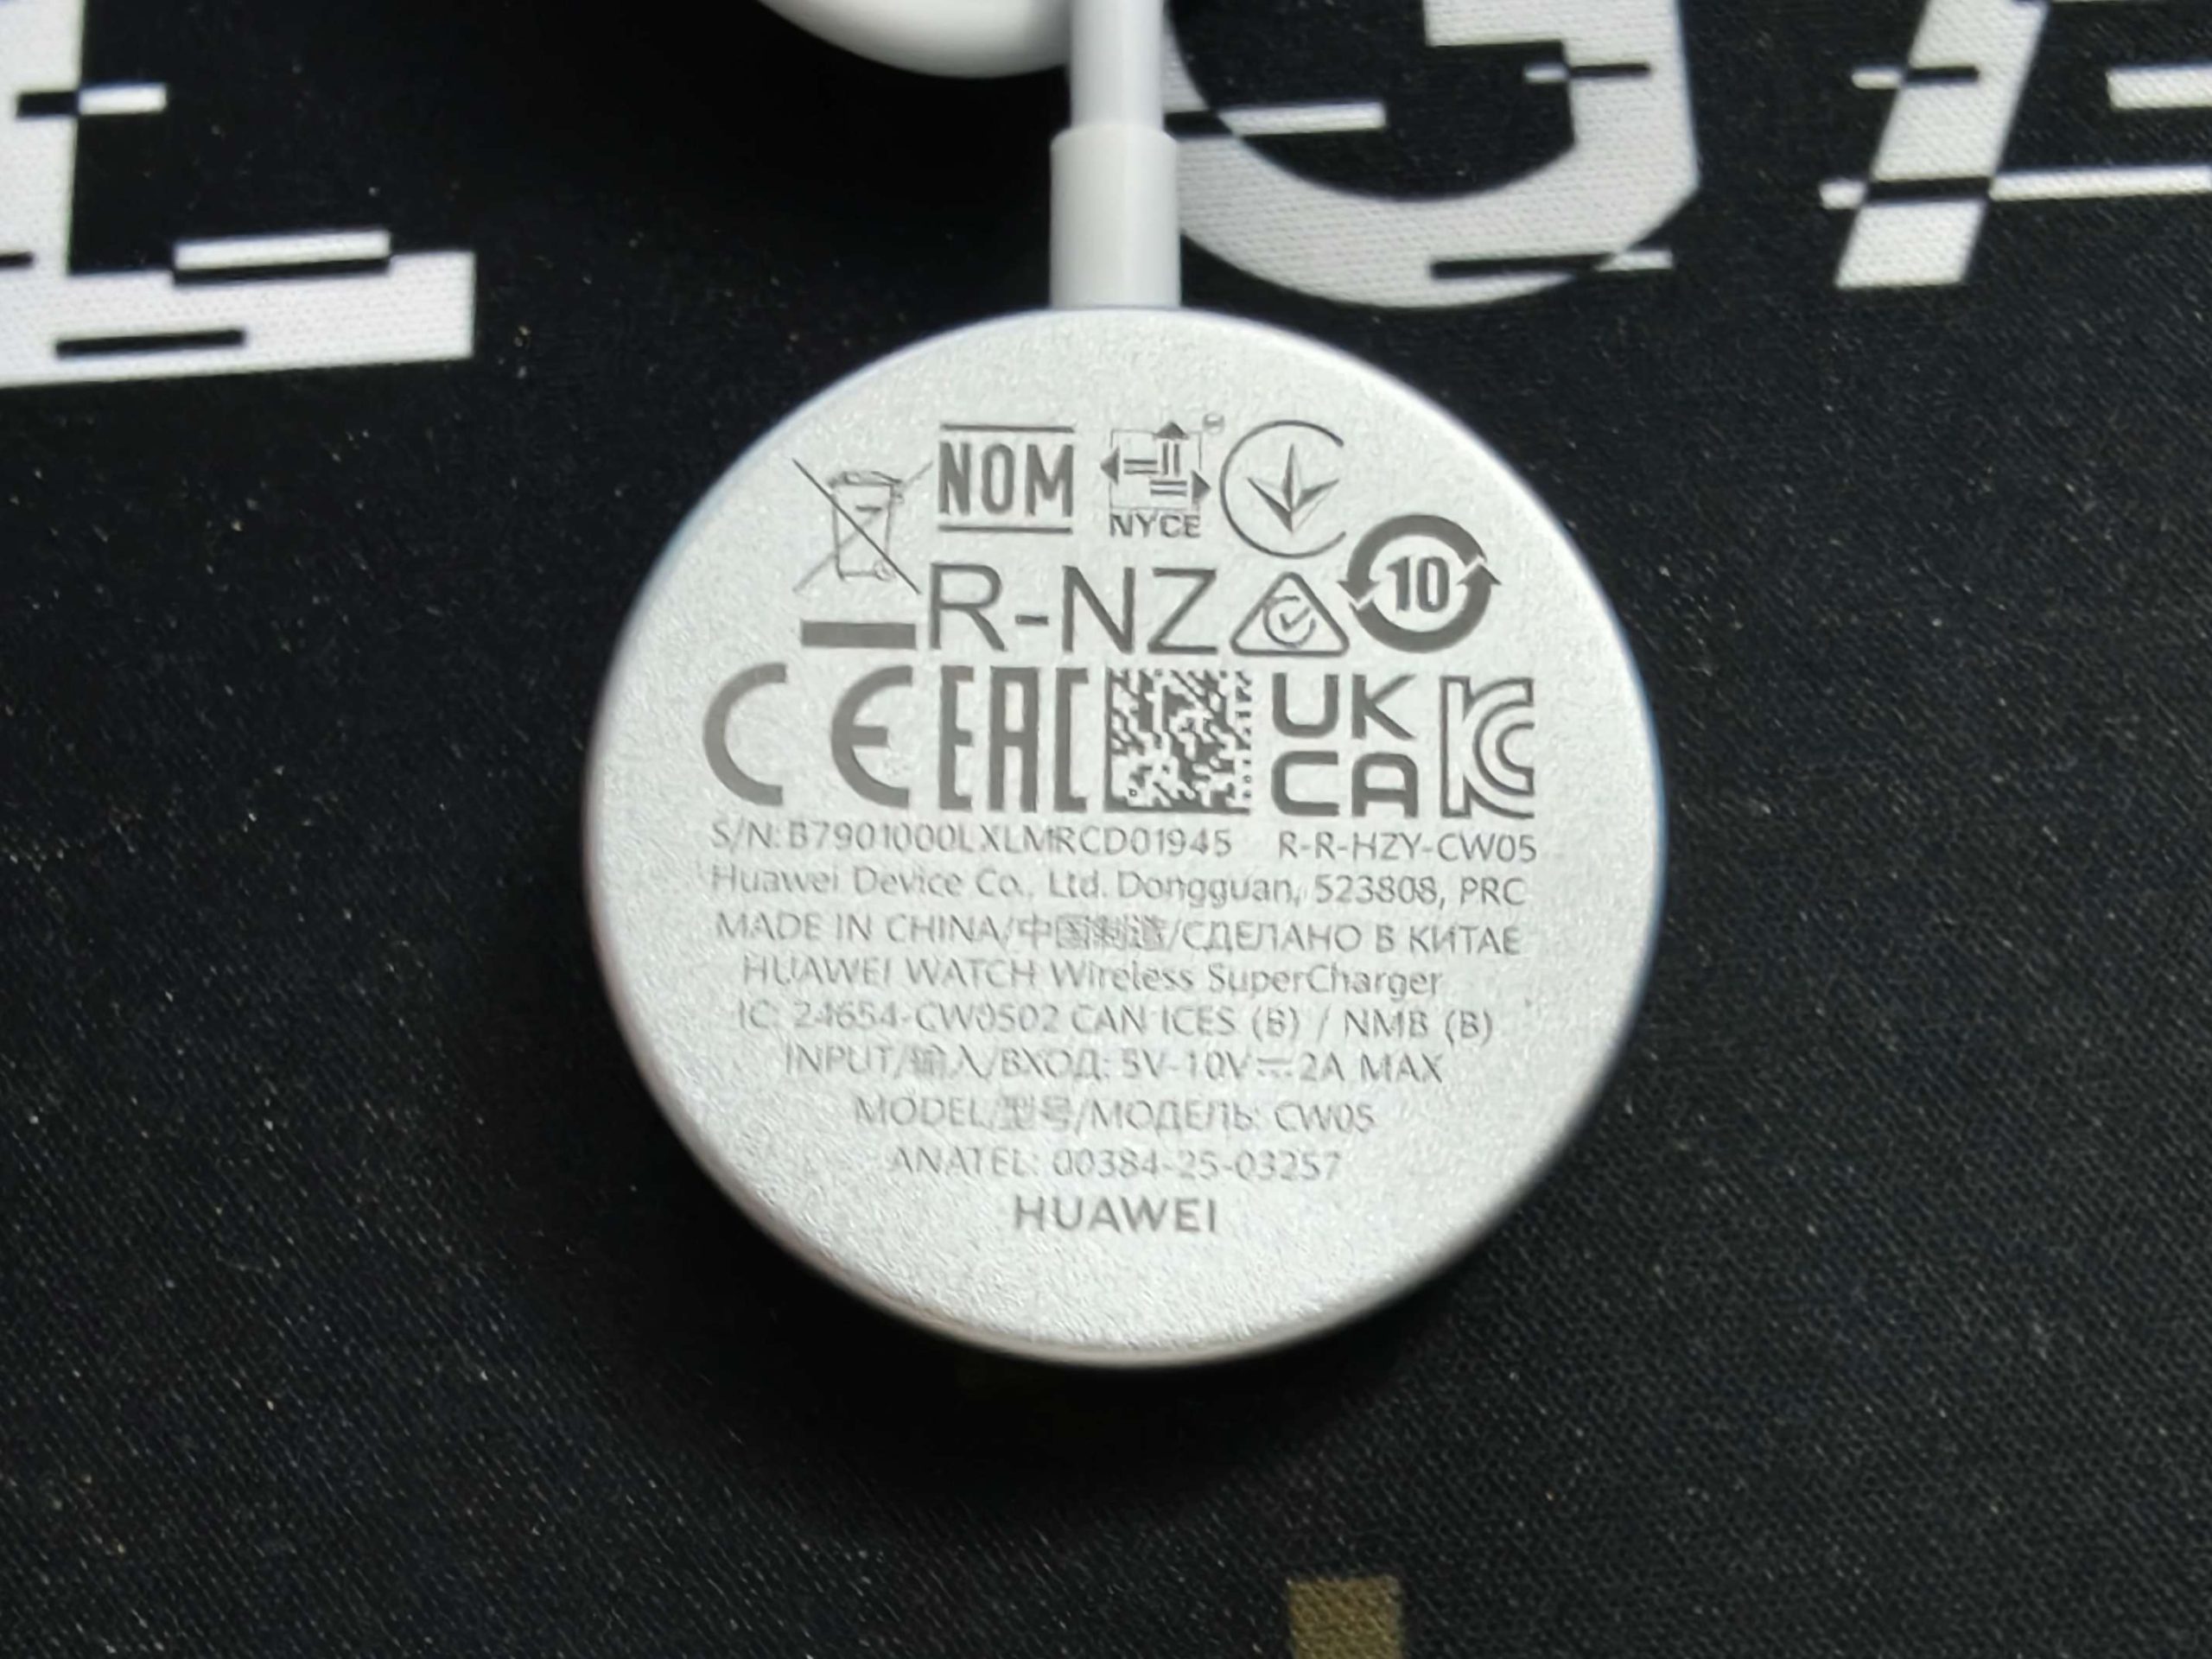 NOM NYCE
R-NZ 10
CE EAC UK CA KC
S/N: B7901000LXLMRCD01945 R-R-HZY-CW05
Huawei Device Co., Ltd. Dongguan, 523808, PRC
MADE IN CHINA/中国制造/СДЕЛАНО В КИТАЕ
HUAWEI WATCH Wireless SuperCharger
IC: 24654-CW0502 CAN ICES (B) / NMB (B)
INPUT/输入/ВХОД: 5V-10V⎓2A MAX
MODEL/型号/МОДЕЛЬ: CW05
ANATEL: 00384-25-03257
HUAWEI